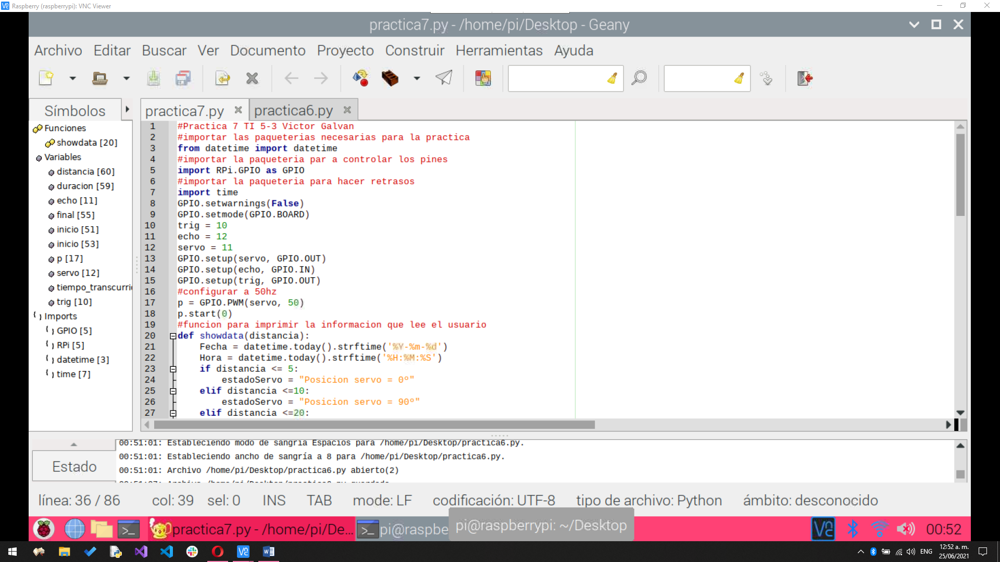 Raspberry (raspberrypi): VNC Viewer
practica7.py - /home/pi/Desktop - Geany
Archivo Editar Buscar Ver Documento Proyecto Construir Herramientas Ayuda
Símbolos
Funciones
showdata [20]
Variables
distancia [60]
duracion [59]
echo [11]
final [55]
inicio [51]
inicio [53]
p [17]
servo [12]
tiempo_transcurri
trig [10]
Imports
GPIO [5]
RPi [5]
datetime [3]
time [7]
practica7.py practica6.py
1 #Practica 7 TI 5-3 Victor Galvan
2 #importar las paqueterias necesarias para la practica
3 from datetime import datetime
4 #importar la paqueteria par a controlar los pines
5 import RPi.GPIO as GPIO
6 #importar la paqueteria para hacer retrasos
7 import time
8 GPIO.setwarnings(False)
9 GPIO.setmode(GPIO.BOARD)
10 trig = 10
11 echo = 12
12 servo = 11
13 GPIO.setup(servo, GPIO.OUT)
14 GPIO.setup(echo, GPIO.IN)
15 GPIO.setup(trig, GPIO.OUT)
16 #configurar a 50hz
17 p = GPIO.PWM(servo, 50)
18 p.start(0)
19 #funcion para imprimir la informacion que lee el usuario
20 def showdata(distancia):
21 Fecha = datetime.today().strftime('%Y-%m-%d')
22 Hora = datetime.today().strftime('%H:%M:%S')
23 if distancia <= 5:
24 estadoServo = "Posicion servo = 0º"
25 elif distancia <=10:
26 estadoServo = "Posicion servo = 90º"
27 elif distancia <=20:
Estado
00:51:01: Estableciendo modo de sangría Espacios para /home/pi/Desktop/practica6.py.
00:51:01: Estableciendo ancho de sangría a 8 para /home/pi/Desktop/practica6.py.
00:51:01: Archivo /home/pi/Desktop/practica6.py abierto(2)
línea: 36 / 86 col: 39 sel: 0 INS TAB mode: LF codificación: UTF-8 tipo de archivo: Python ámbito: desconocido
practica7.py - /home/pi/De... pi@raspbe
pi@raspberrypi: ~/Desktop
00:52
ENG
12:52 a. m.
25/06/2021